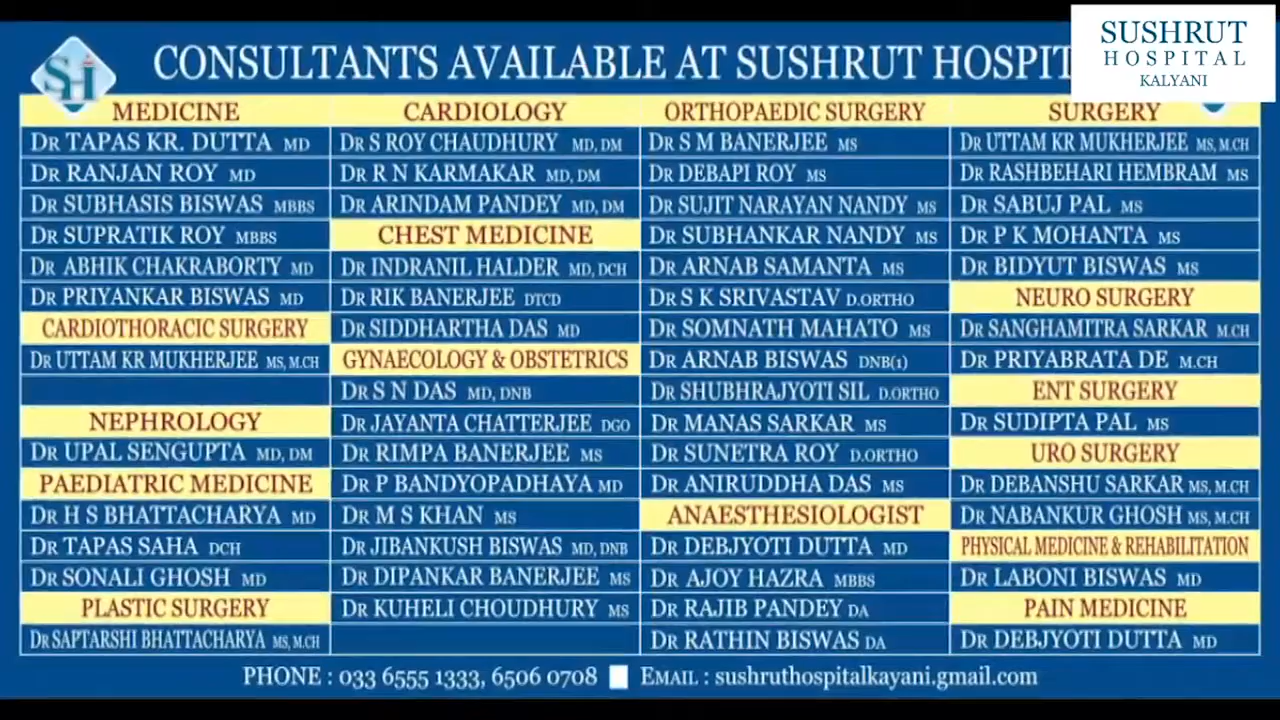 SUSHRUT
HOSPITAL
KALYANI
SH
CONSULTANTS AVAILABLE AT SUSHRUT HOSPIT
MEDICINE
DR TAPAS KR. DUTTA MD
DR RANJAN ROY MD
DR SUBHASIS BISWAS MBBS
DR SUPRATIK ROY MBBS
DR ABHIK CHAKRABORTY MD
DR PRIYANKAR BISWAS MD
CARDIOTHORACIC SURGERY
DR UTTAM KR MUKHERJEE MS, M.CH
NEPHROLOGY
DR UPAL SENGUPTA MD, DM
PAEDIATRIC MEDICINE
DR H S BHATTACHARYA MD
DR TAPAS SAHA DCH
DR SONALI GHOSH MD
PLASTIC SURGERY
DR SAPTARSHI BHATTACHARYA MS, M.CH
CARDIOLOGY
DR S ROY CHAUDHURY MD, DM
DR R N KARMAKAR MD, DM
DR ARINDAM PANDEY MD, DM
CHEST MEDICINE
DR INDRANIL HALDER MD, DCH
DR RIK BANERJEE DTCD
DR SIDDHARTHA DAS MD
GYNAECOLOGY & OBSTETRICS
DR S N DAS MD, DNB
DR JAYANTA CHATTERJEE DGO
DR RIMPA BANERJEE MS
DR P BANDYOPADHAYA MD
DR M S KHAN MS
DR JIBANKUSH BISWAS MD, DNB
DR DIPANKAR BANERJEE MS
DR KUHELI CHOUDHURY MS
ORTHOPAEDIC SURGERY
DR S M BANERJEE MS
DR DEBAPI ROY MS
DR SUJIT NARAYAN NANDY MS
DR SUBHANKAR NANDY MS
DR ARNAB SAMANTA MS
DR S K SRIVASTAV D.ORTHO
DR SOMNATH MAHATO MS
DR ARNAB BISWAS DNB(1)
DR SHUBHRAJYOTI SIL D.ORTHO
DR MANAS SARKAR MS
DR SUNETRA ROY D.ORTHO
DR ANIRUDDHA DAS MS
ANAESTHESIOLOGIST
DR DEBJYOTI DUTTA MD
DR AJOY HAZRA MBBS
DR RAJIB PANDEY DA
DR RATHIN BISWAS DA
SURGERY
DR UTTAM KR MUKHERJEE MS, M.CH
DR RASHBEHARI HEMBRAM MS
DR SABUJ PAL MS
DR P K MOHANTA MS
DR BIDYUT BISWAS MS
NEURO SURGERY
DR SANGHAMITRA SARKAR M.CH
DR PRIYABRATA DE M.CH
ENT SURGERY
DR SUDIPTA PAL MS
URO SURGERY
DR DEBANSHU SARKAR MS, M.CH
DR NABANKUR GHOSH MS, M.CH
PHYSICAL MEDICINE & REHABILITATION
DR LABONI BISWAS MD
PAIN MEDICINE
DR DEBJYOTI DUTTA MD
PHONE : 033 6555 1333, 6506 0708 EMAIL : sushruthospitalkayani.gmail.com